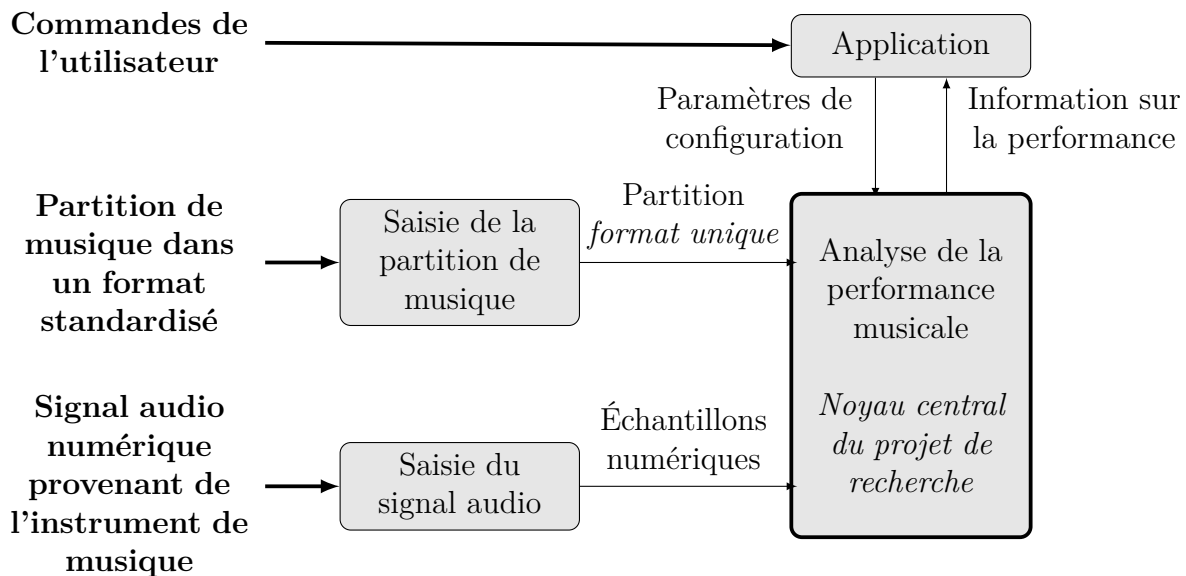 Commandes de
l'utilisateur
Application
Paramètres de
configuration
Information sur
la performance
Partition de
musique dans
un format
standardisé
Saisie de la
partition de
musique
Partition
format unique
Analyse de la
performance
musicale
Noyau central
du projet de
recherche
Signal audio
numérique
provenant de
l'instrument de
musique
Saisie du
signal audio
Échantillons
numériques